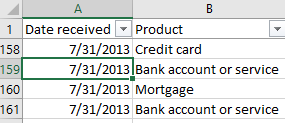 A B
1 Date received Product
158 7/31/2013 Credit card
159 7/31/2013 Bank account or service
160 7/31/2013 Mortgage
161 7/31/2013 Bank account or service